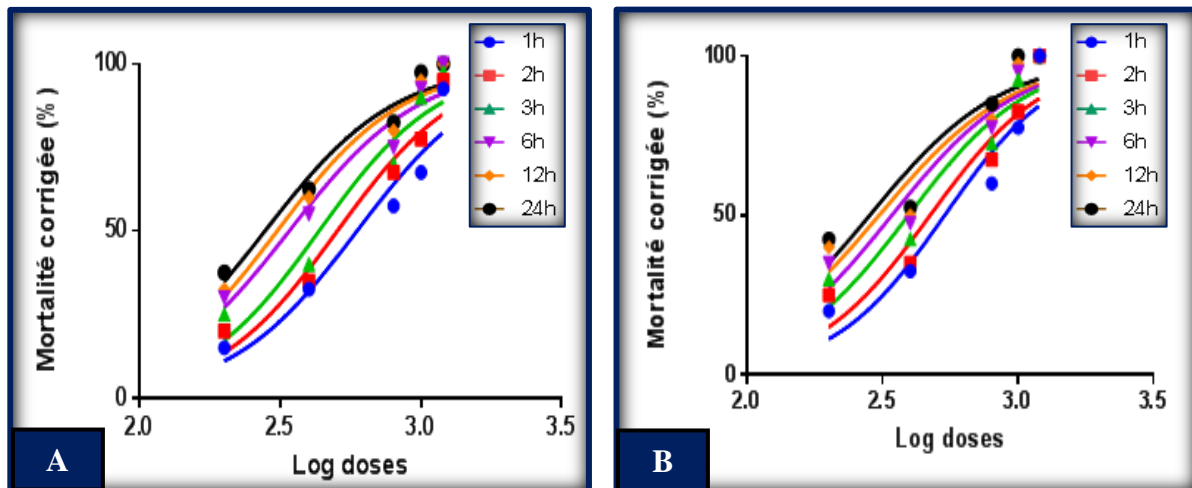 Mortalité corrigée (%)
100
50
0
2.0
2.5
3.0
3.5
Log doses
1h
2h
3h
6h
12h
24h
A
Mortalité corrigée (%)
100
50
0
2.0
2.5
3.0
3.5
Log doses
1h
2h
3h
6h
12h
24h
B